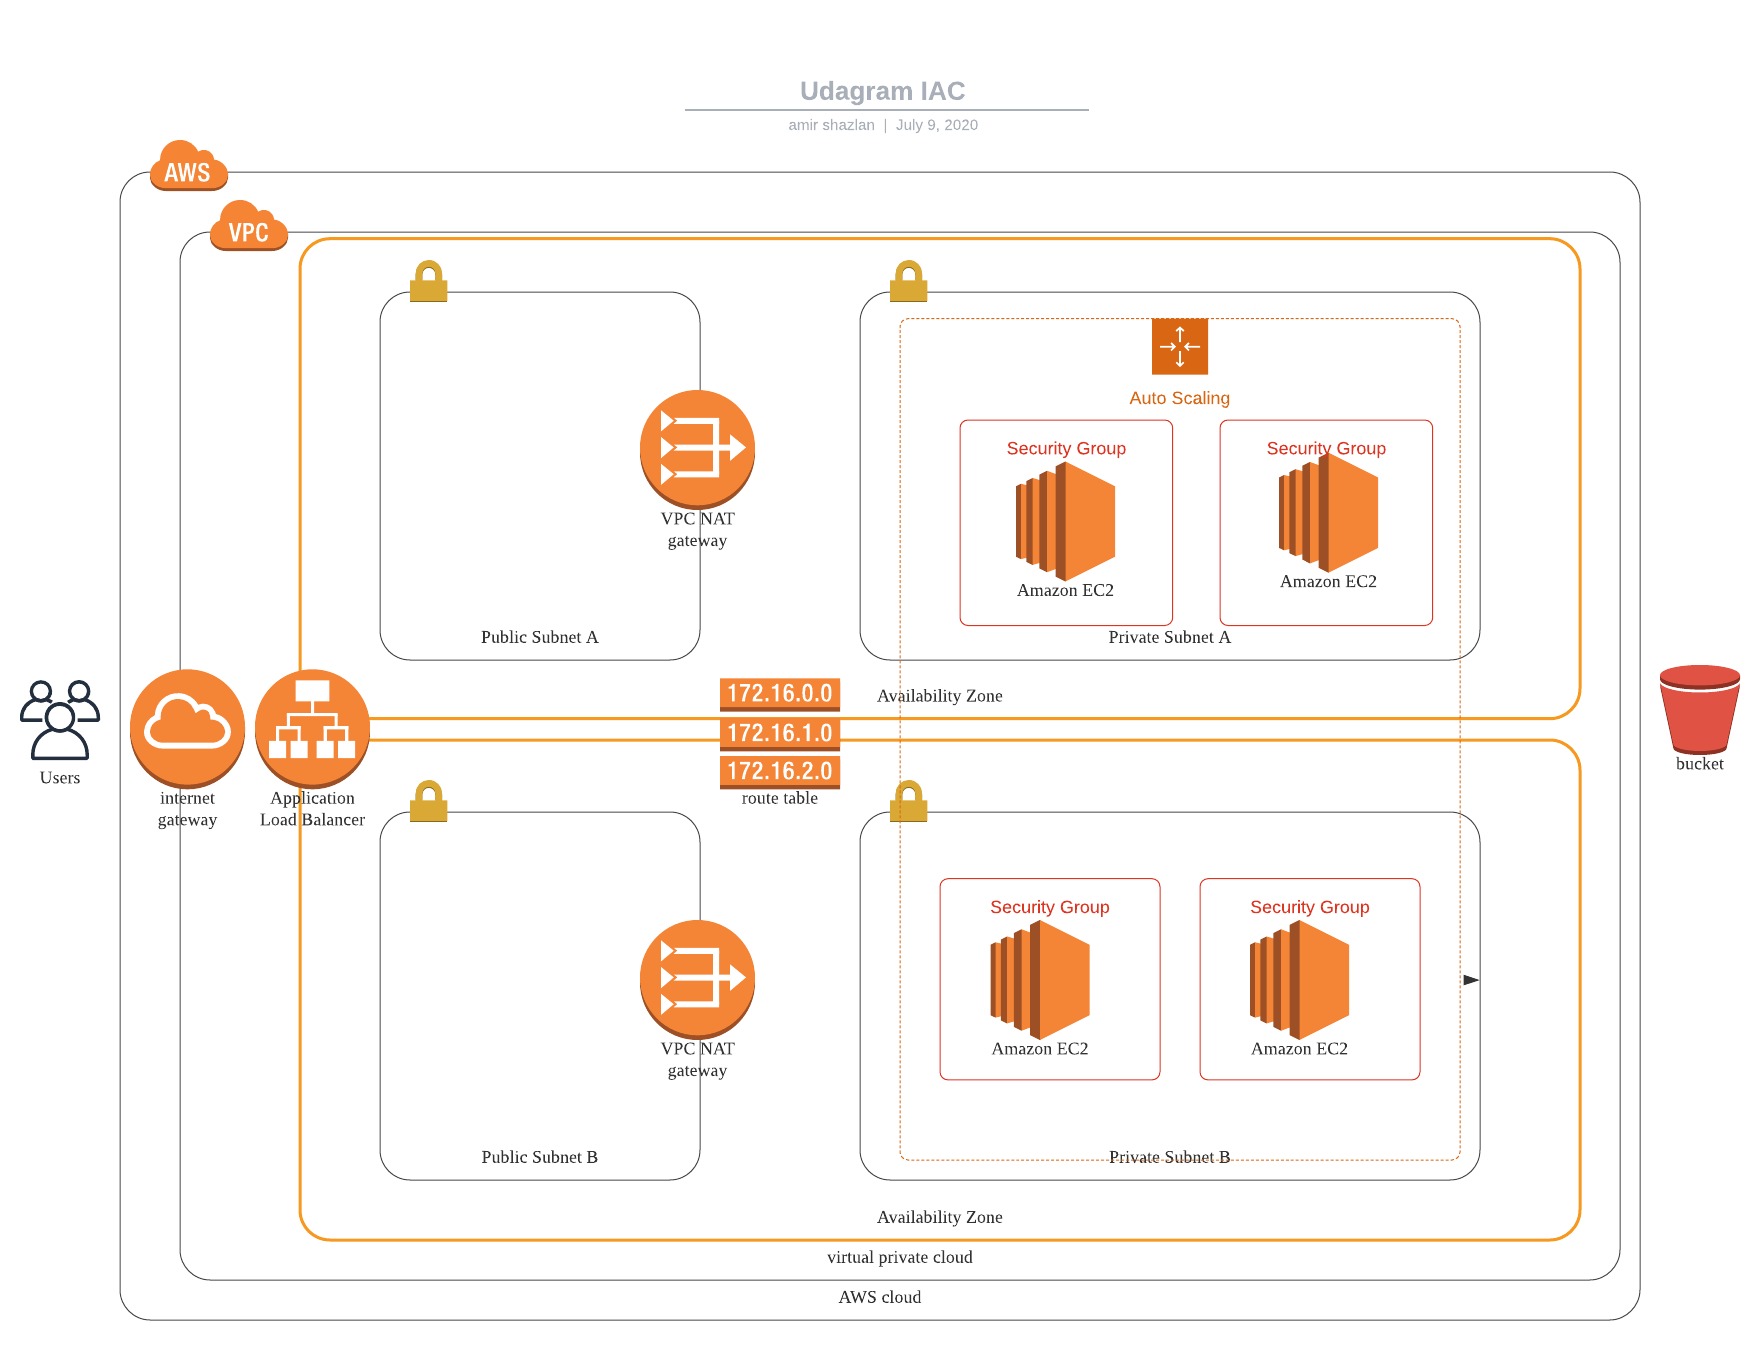 Udagram IAC
amir shazlan | July 9, 2020
AWS
VPC
Auto Scaling
Security Group
Security Group
Amazon EC2
Amazon EC2
VPC NAT
gateway
Public Subnet A
Private Subnet A
172.16.0.0
Availability Zone
172.16.1.0
172.16.2.0
route table
Users
internet
gateway
Application
Load Balancer
bucket
Security Group
Security Group
Amazon EC2
Amazon EC2
VPC NAT
gateway
Public Subnet B
Private Subnet B
Availability Zone
virtual private cloud
AWS cloud